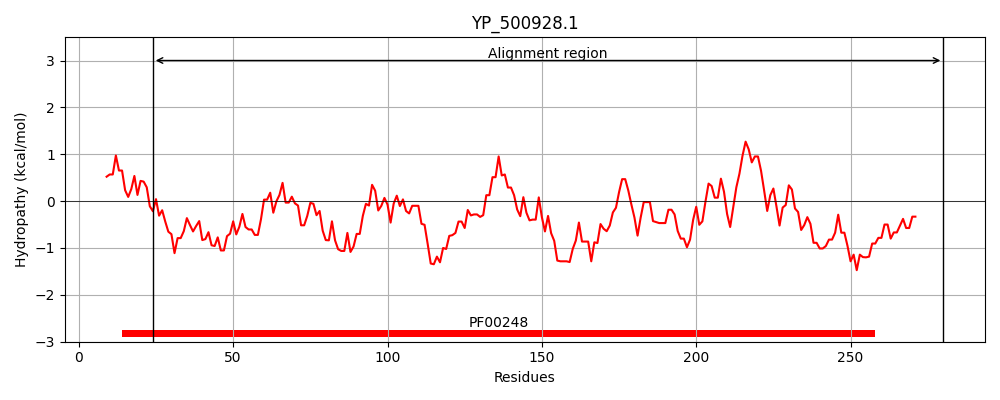 YP_500928.1
Alignment region
Hydropathy (kcal/mol)
3
2
1
0
−1
−2
−3
PF00248
0 50 100 150 200 250
Residues